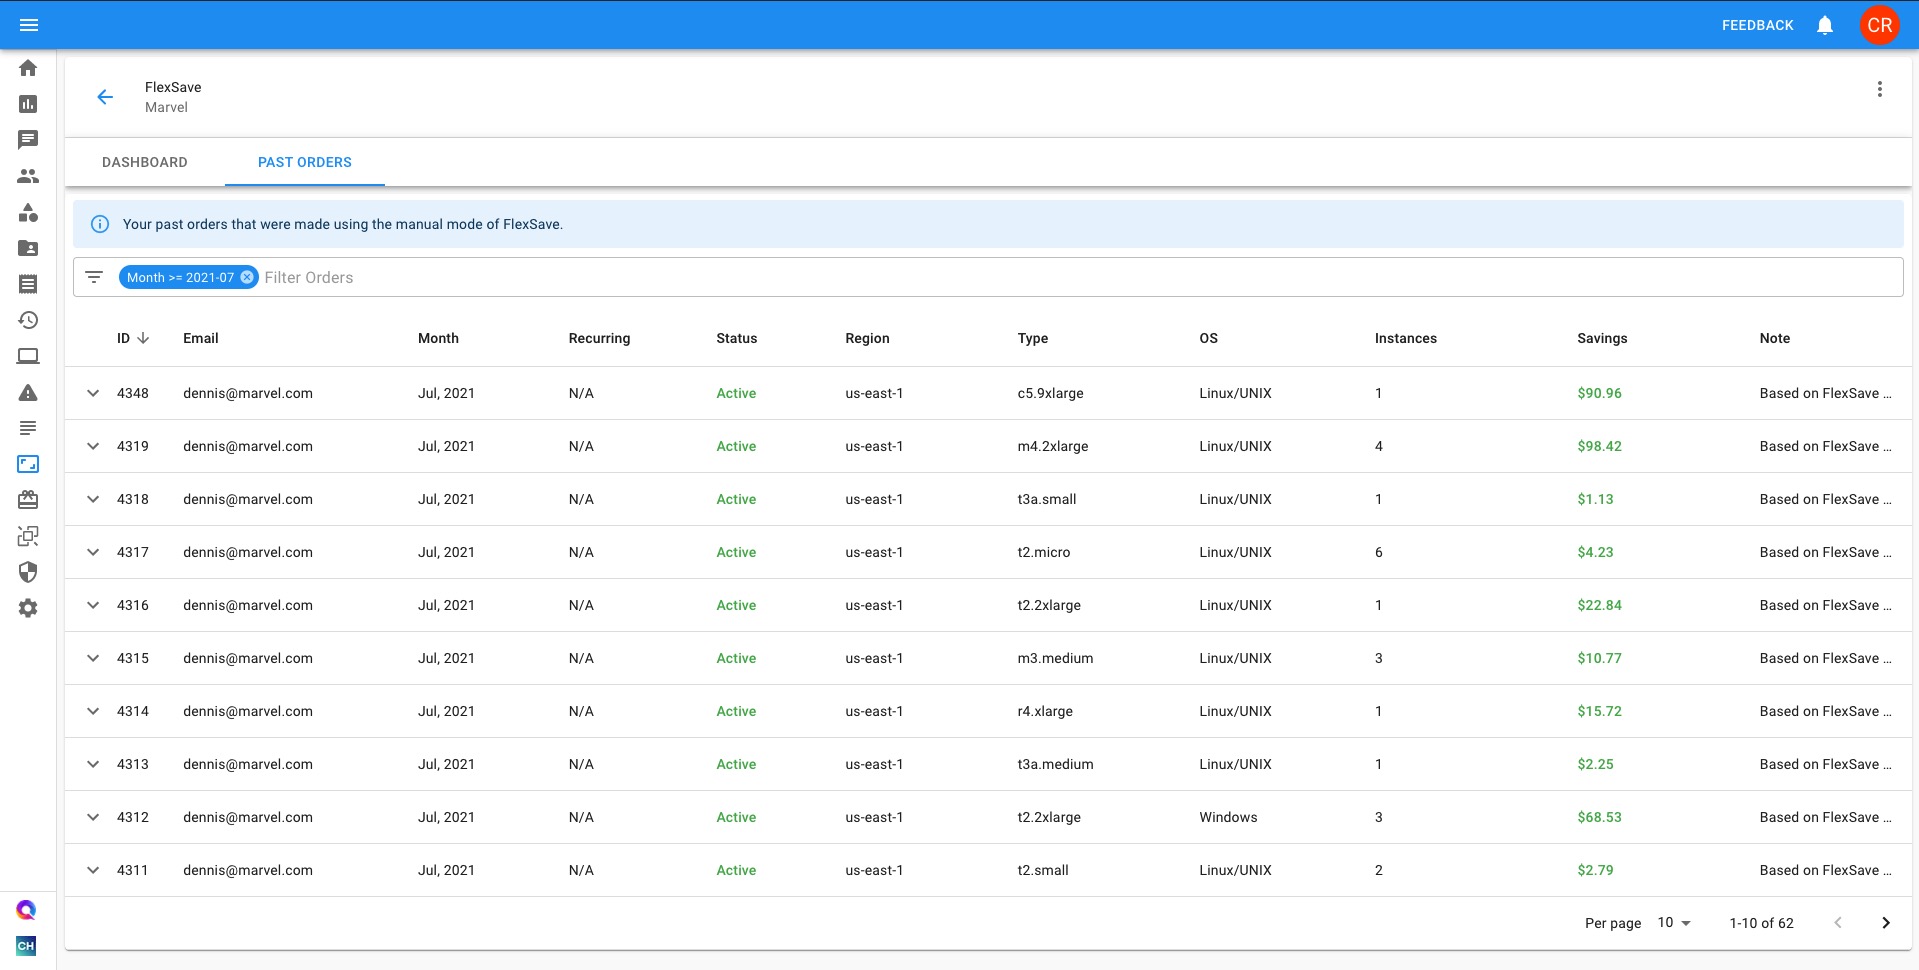 FEEDBACK CR
FlexSave
Marvel
DASHBOARD PAST ORDERS
Your past orders that were made using the manual mode of FlexSave.
Month >= 2021-07 Filter Orders
ID Email Month Recurring Status Region Type OS Instances Savings Note
4348 dennis@marvel.com Jul, 2021 N/A Active us-east-1 c5.9xlarge Linux/UNIX 1 $90.96 Based on FlexSave ...
4319 dennis@marvel.com Jul, 2021 N/A Active us-east-1 m4.2xlarge Linux/UNIX 4 $98.42 Based on FlexSave ...
4318 dennis@marvel.com Jul, 2021 N/A Active us-east-1 t3a.small Linux/UNIX 1 $1.13 Based on FlexSave ...
4317 dennis@marvel.com Jul, 2021 N/A Active us-east-1 t2.micro Linux/UNIX 6 $4.23 Based on FlexSave ...
4316 dennis@marvel.com Jul, 2021 N/A Active us-east-1 t2.2xlarge Linux/UNIX 1 $22.84 Based on FlexSave ...
4315 dennis@marvel.com Jul, 2021 N/A Active us-east-1 m3.medium Linux/UNIX 3 $10.77 Based on FlexSave ...
4314 dennis@marvel.com Jul, 2021 N/A Active us-east-1 r4.xlarge Linux/UNIX 1 $15.72 Based on FlexSave ...
4313 dennis@marvel.com Jul, 2021 N/A Active us-east-1 t3a.medium Linux/UNIX 1 $2.25 Based on FlexSave ...
4312 dennis@marvel.com Jul, 2021 N/A Active us-east-1 t2.2xlarge Windows 3 $68.53 Based on FlexSave ...
4311 dennis@marvel.com Jul, 2021 N/A Active us-east-1 t2.small Linux/UNIX 2 $2.79 Based on FlexSave ...
Per page 10 1-10 of 62
CH